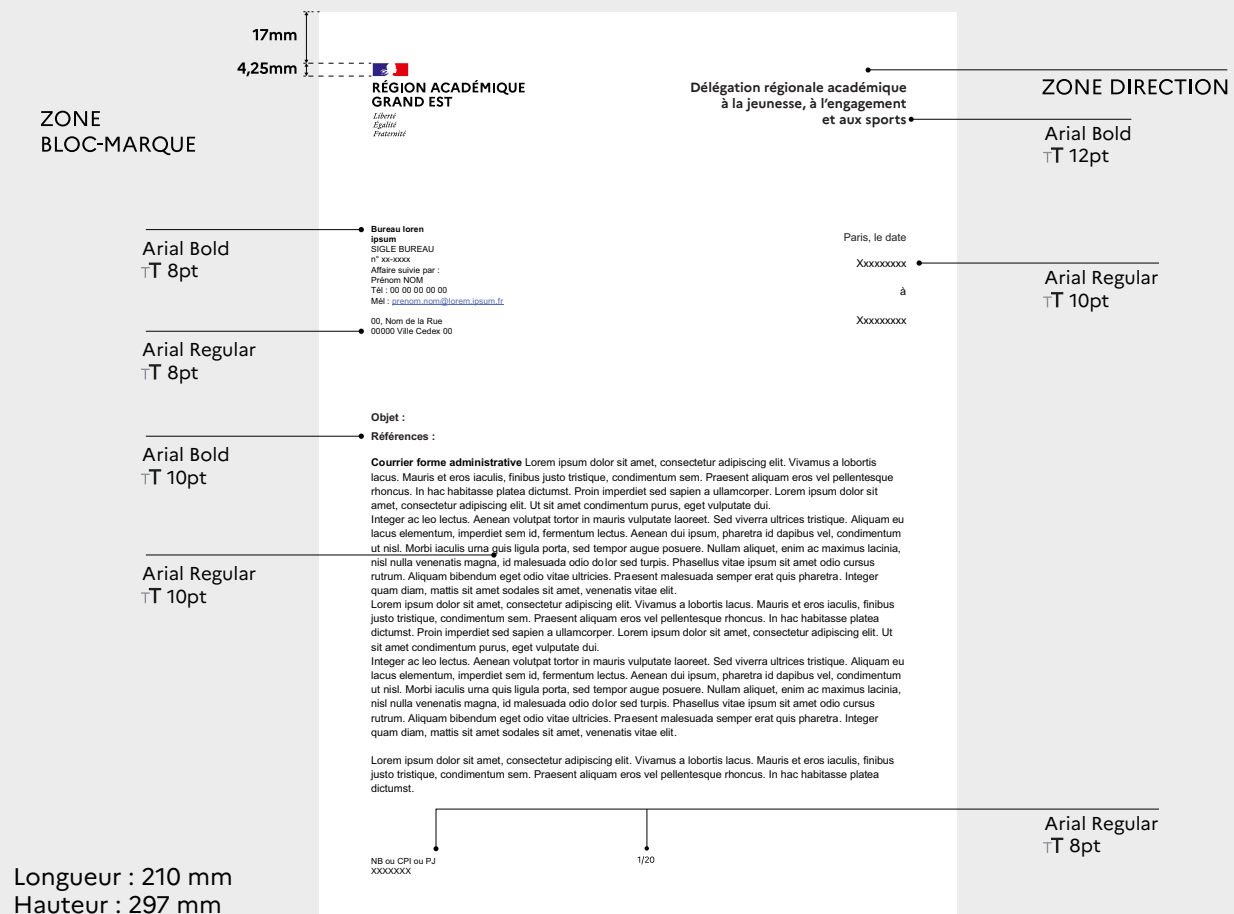 17mm
4,25mm
RÉGION ACADÉMIQUE
GRAND EST
Liberté
Égalité
Fraternité
Délégation régionale académique
à la jeunesse, à l’engagement
et aux sports
ZONE DIRECTION
ZONE
BLOC-MARQUE
Arial Bold
TT 12pt
Bureau loren
ipsum
SIGLE BUREAU
n° xx-xxxx
Affaire suivie par :
Prénom NOM
Tél : 00 00 00 00 00
Mél : prenom.nom@lorem.ipsum.fr
00, Nom de la Rue
00000 Ville Cedex 00
Arial Bold
TT 8pt
Arial Regular
TT 8pt
Paris, le date
Xxxxxxxxx
à
Xxxxxxxxx
Arial Regular
TT 10pt
Objet :
Références :
Arial Bold
TT 10pt
Courrier forme administrative Lorem ipsum dolor sit amet, consectetur adipiscing elit. Vivamus a lobortis
lacus. Mauris et eros iaculis, finibus justo tristique, condimentum sem. Praesent aliquam eros vel pellentesque
rhoncus. In hac habitasse platea dictumst. Proin imperdiet sed sapien a ullamcorper. Lorem ipsum dolor sit
amet, consectetur adipiscing elit. Ut sit amet condimentum purus, eget vulputate dui.
Integer ac leo lectus. Aenean volutpat tortor in mauris vulputate laoreet. Sed viverra ultrices tristique. Aliquam eu
lacus elementum, imperdiet sem id, fermentum lectus. Aenean dui ipsum, pharetra id dapibus vel, condimentum
ut nisl. Morbi iaculis urna quis ligula porta, sed tempor augue posuere. Nullam aliquet, enim ac maximus lacinia,
nisl nulla venenatis magna, id malesuada odio dolor sed turpis. Phasellus vitae ipsum sit amet odio cursus
rutrum. Aliquam bibendum eget odio vitae ultricies. Praesent malesuada semper erat quis pharetra. Integer
quam diam, mattis sit amet sodales sit amet, venenatis vitae elit.
Lorem ipsum dolor sit amet, consectetur adipiscing elit. Vivamus a lobortis lacus. Mauris et eros iaculis, finibus
justo tristique, condimentum sem. Praesent aliquam eros vel pellentesque rhoncus. In hac habitasse platea
dictumst. Proin imperdiet sed sapien a ullamcorper. Lorem ipsum dolor sit amet, consectetur adipiscing elit. Ut
sit amet condimentum purus, eget vulputate dui.
Integer ac leo lectus. Aenean volutpat tortor in mauris vulputate laoreet. Sed viverra ultrices tristique. Aliquam eu
lacus elementum, imperdiet sem id, fermentum lectus. Aenean dui ipsum, pharetra id dapibus vel, condimentum
ut nisl. Morbi iaculis urna quis ligula porta, sed tempor augue posuere. Nullam aliquet, enim ac maximus lacinia,
nisl nulla venenatis magna, id malesuada odio dolor sed turpis. Phasellus vitae ipsum sit amet odio cursus
rutrum. Aliquam bibendum eget odio vitae ultricies. Praesent malesuada semper erat quis pharetra. Integer
quam diam, mattis sit amet sodales sit amet, venenatis vitae elit.
Lorem ipsum dolor sit amet, consectetur adipiscing elit. Vivamus a lobortis lacus. Mauris et eros iaculis, finibus
justo tristique, condimentum sem. Praesent aliquam eros vel pellentesque rhoncus. In hac habitasse platea
dictumst.
Arial Regular
TT 10pt
NB ou CPI ou PJ
XXXXXXX
1/20
Arial Regular
TT 8pt
Longueur : 210 mm
Hauteur : 297 mm